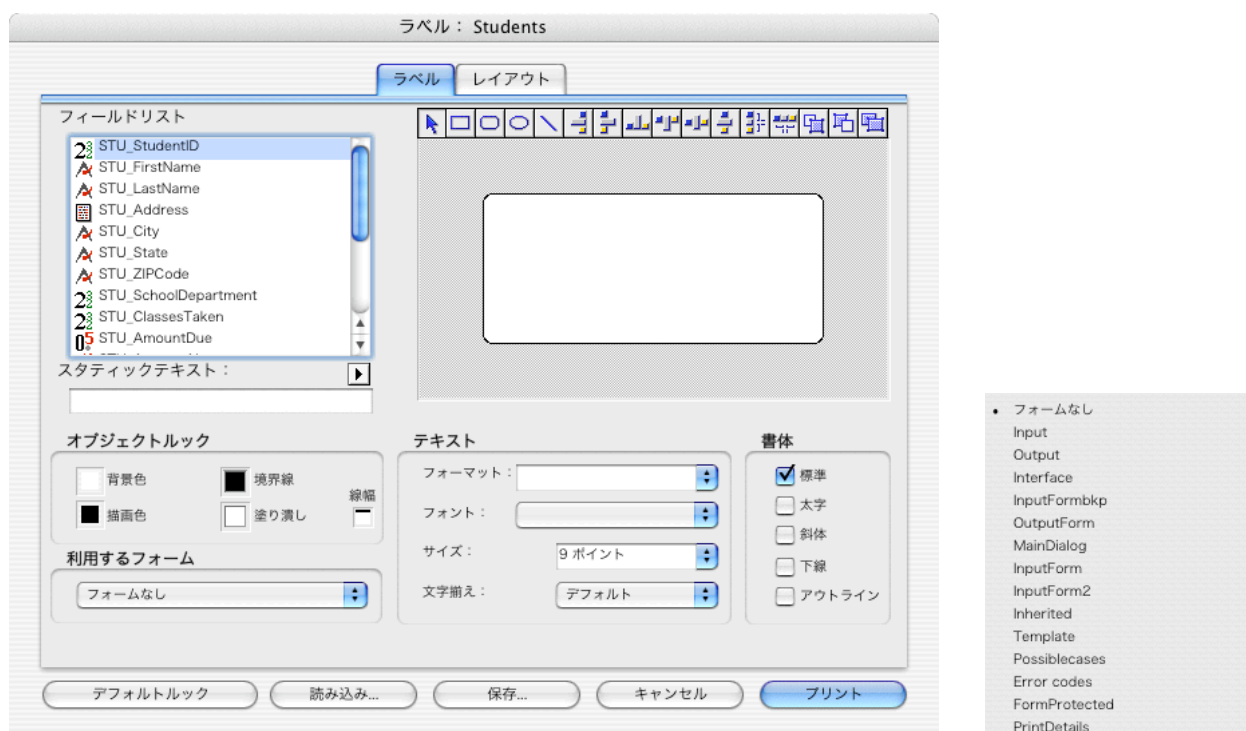 ラベル： Students
ラベル
レイアウト
フィールドリスト
STU_StudentID
STU_FirstName
STU_LastName
STU_Address
STU_City
STU_State
STU_ZIPCode
STU_SchoolDepartment
STU_ClassesTaken
STU_AmountDue
スタティックテキスト：
オブジェクトルック
背景色
境界線
線幅
描画色
塗り潰し
利用するフォーム
フォームなし
テキスト
フォーマット：
フォント：
サイズ：
9 ポイント
文字揃え：
デフォルト
書体
標準
太字
斜体
下線
アウトライン
デフォルトルック
読み込み...
保存...
キャンセル
プリント
• フォームなし
Input
Output
Interface
InputFormbkp
OutputForm
MainDialog
InputForm
InputForm2
Inherited
Template
Possiblecases
Error codes
FormProtected
PrintDetails